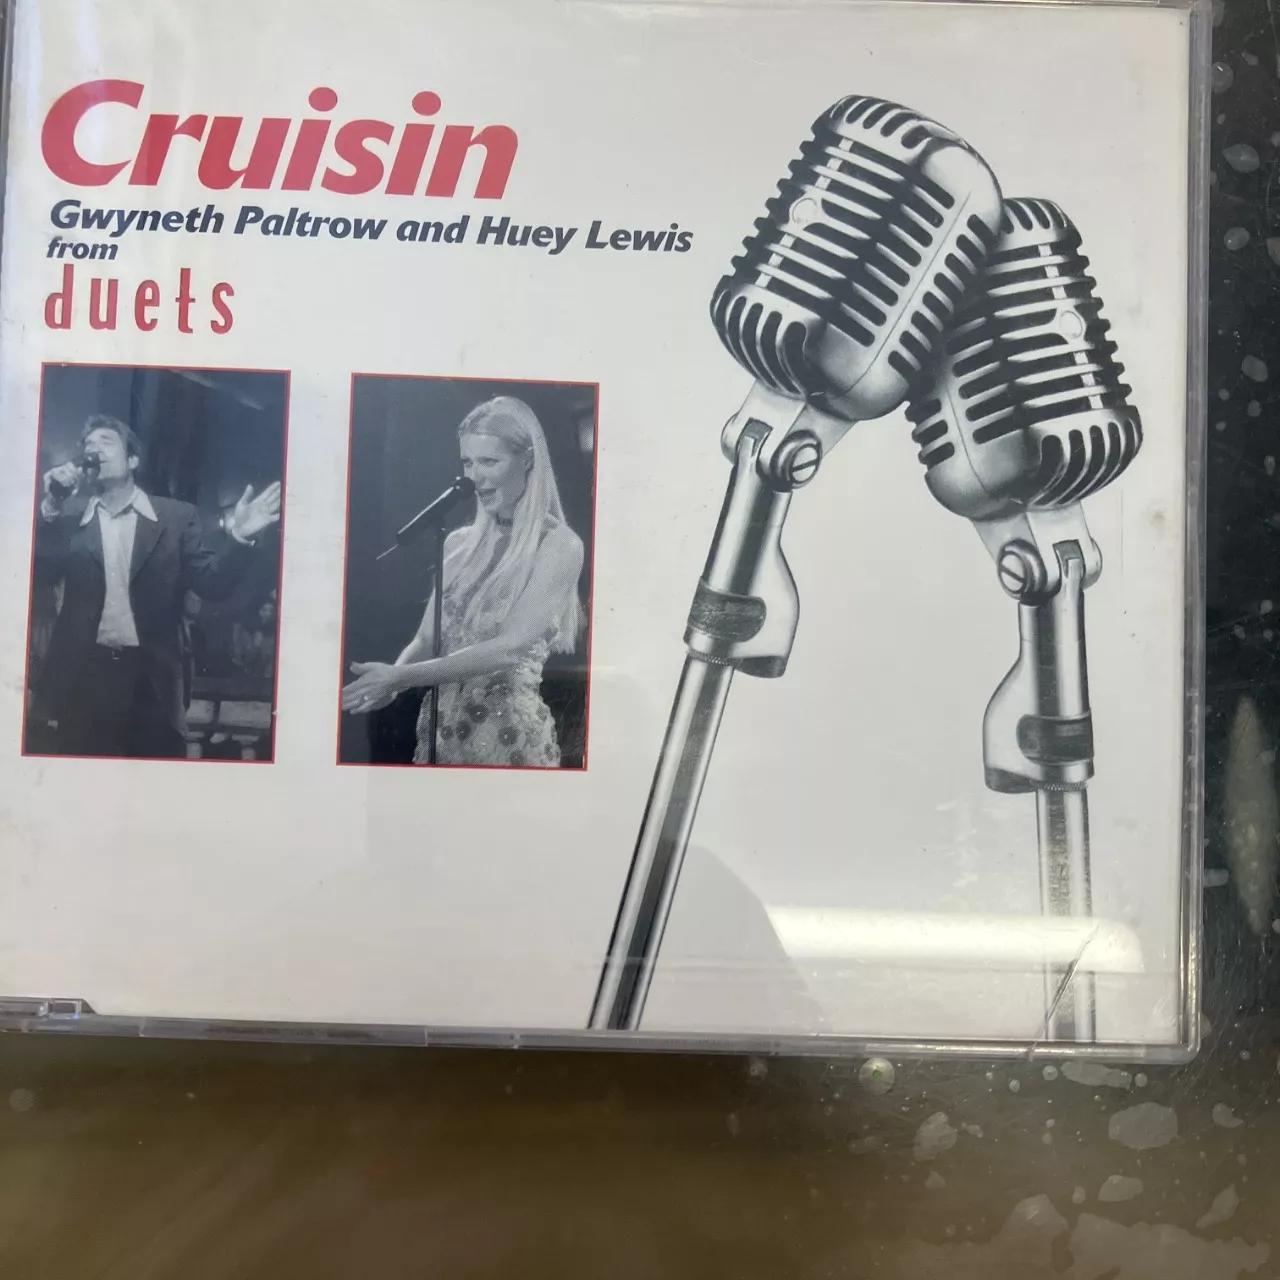 Cruisin
Gwyneth Paltrow and Huey Lewis
from
duets